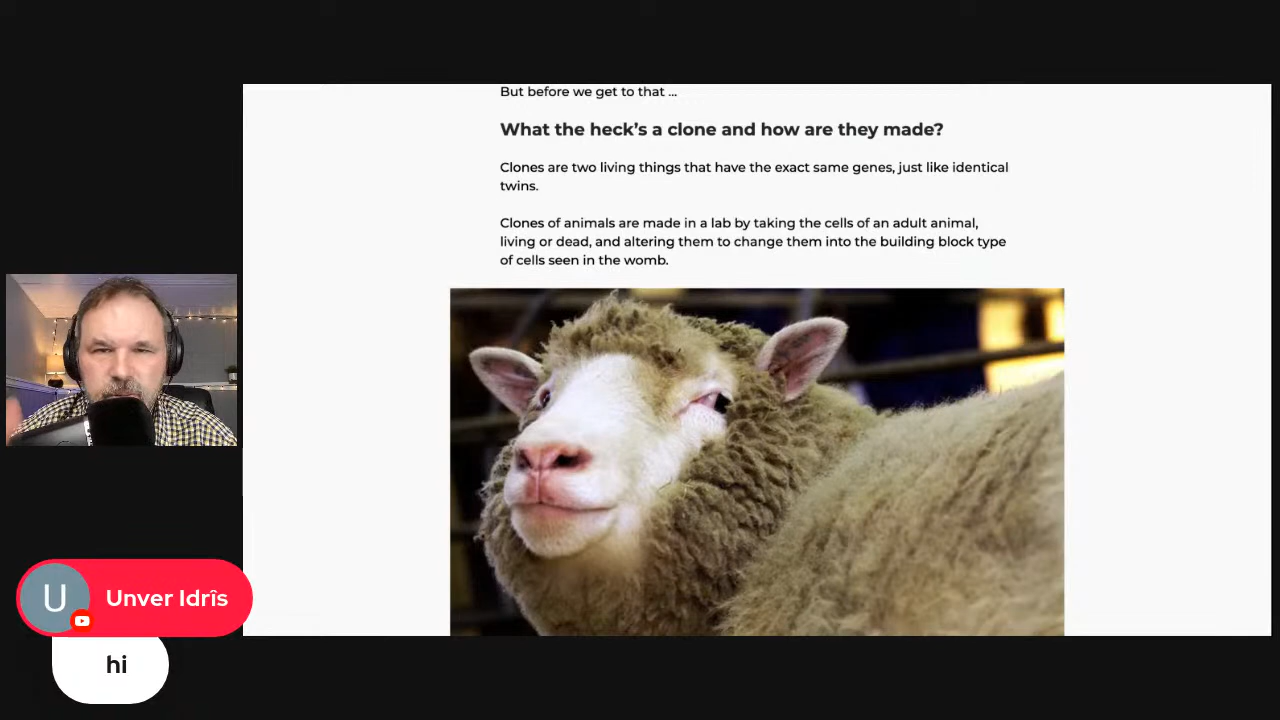 But before we get to that ...
What the heck's a clone and how are they made?
Clones are two living things that have the exact same genes, just like identical
twins.
Clones of animals are made in a lab by taking the cells of an adult animal,
living or dead, and altering them to change them into the building block type
of cells seen in the womb.
U
Unver Idrîs
hi